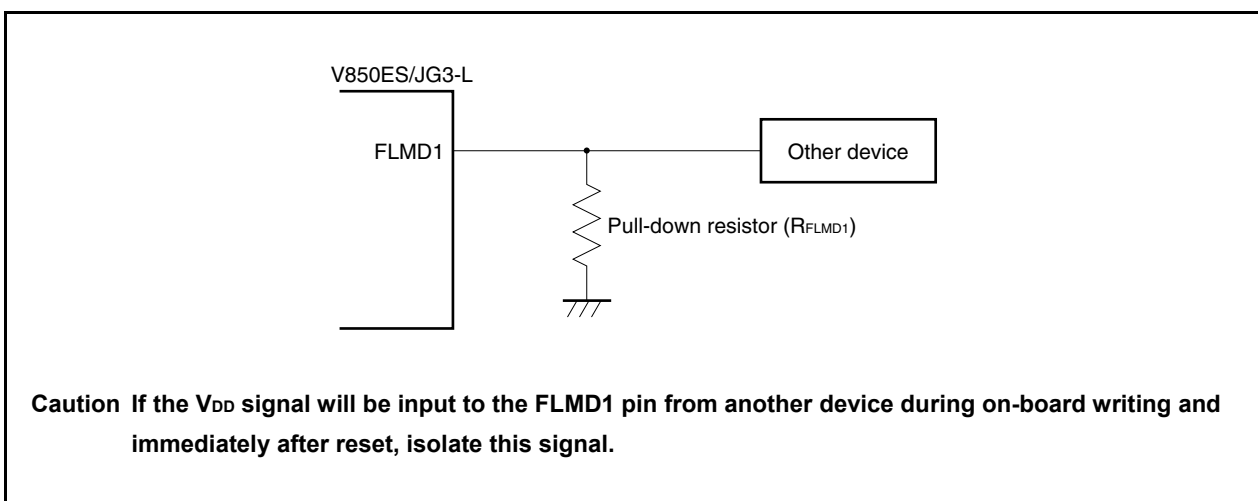 V850ES/JG3-L
FLMD1
Other device
Pull-down resistor (RFLMD1)
Caution If the VDD signal will be input to the FLMD1 pin from another device during on-board writing and
immediately after reset, isolate this signal.